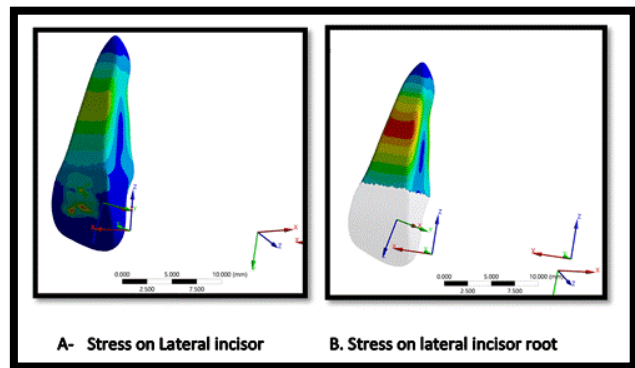 0.000 5.000 10.000 (mm)
2.500 7.500
0.000 5.000 10.000 (mm)
2.500 7.500
A- Stress on Lateral incisor
B. Stress on lateral incisor root